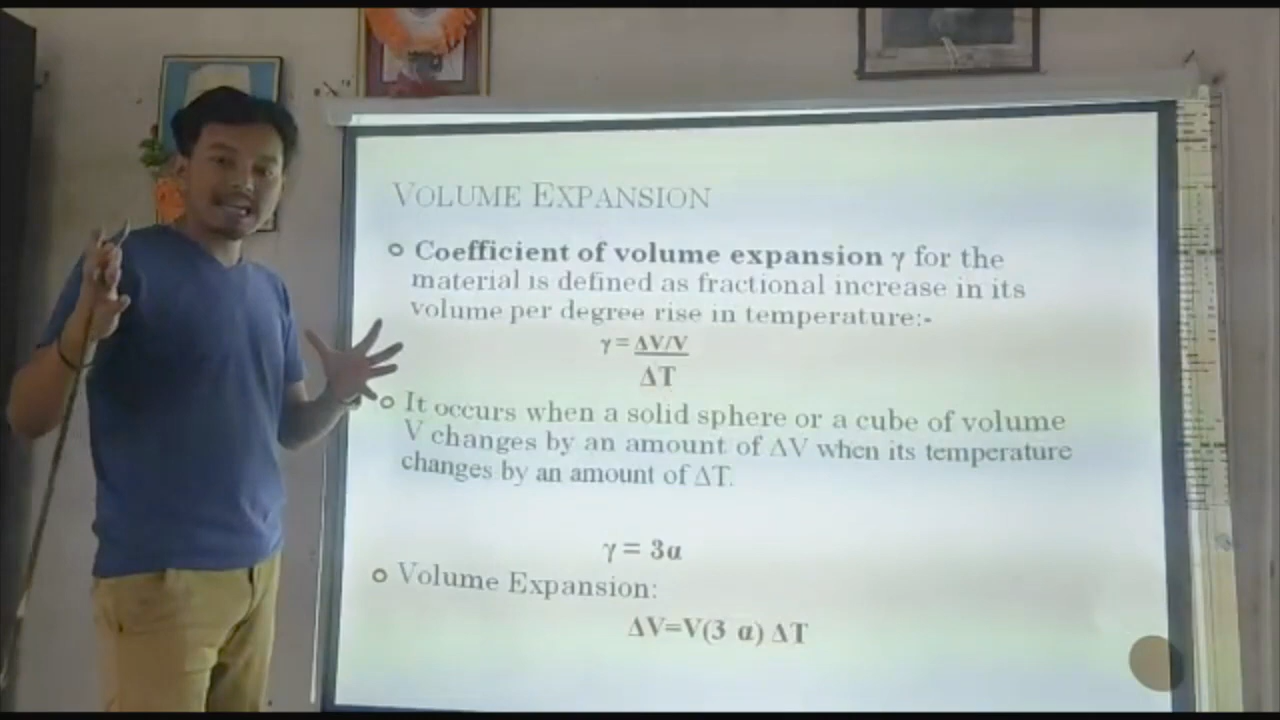 VOLUME EXPANSION
Coefficient of volume expansion γ for the
material is defined as fractional increase in its
volume per degree rise in temperature:-
γ = ΔV/V
ΔT
It occurs when a solid sphere or a cube of volume
V changes by an amount of ΔV when its temperature
changes by an amount of ΔT.
γ = 3α
Volume Expansion:
ΔV=V(3 α) ΔT